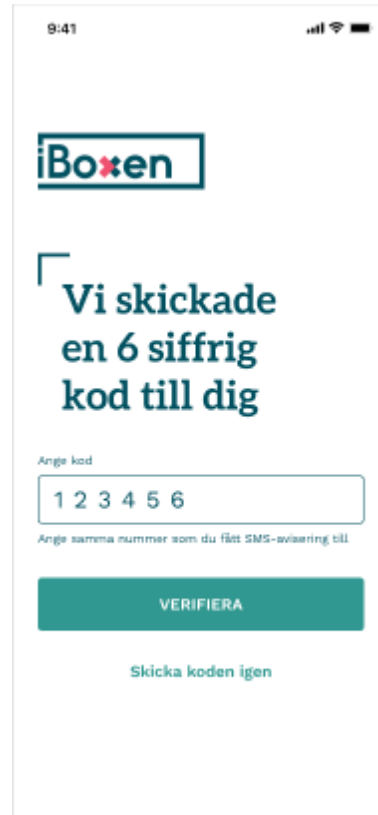 9:41
iBoxen
Vi skickade
en 6 siffrig
kod till dig
Ange kod
1 2 3 4 5 6
Ange samma nummer som du fått SMS-avisering till
VERIFIERA
Skicka koden igen